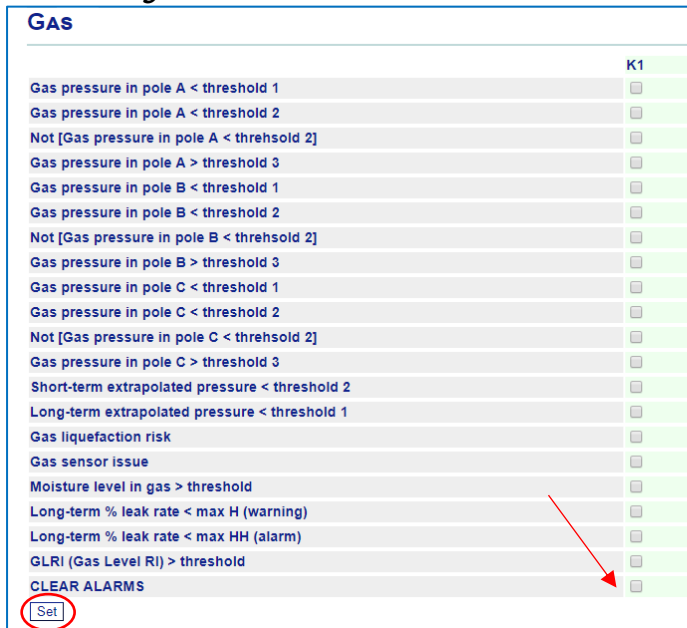 GAS
K1
Gas pressure in pole A < threshold 1
Gas pressure in pole A < threshold 2
Not [Gas pressure in pole A < threhsold 2]
Gas pressure in pole A > threshold 3
Gas pressure in pole B < threshold 1
Gas pressure in pole B < threshold 2
Not [Gas pressure in pole B < threhsold 2]
Gas pressure in pole B > threshold 3
Gas pressure in pole C < threshold 1
Gas pressure in pole C < threshold 2
Not [Gas pressure in pole C < threhsold 2]
Gas pressure in pole C > threshold 3
Short-term extrapolated pressure < threshold 2
Long-term extrapolated pressure < threshold 1
Gas liquefaction risk
Gas sensor issue
Moisture level in gas > threshold
Long-term % leak rate < max H (warning)
Long-term % leak rate < max HH (alarm)
GLRI (Gas Level RI) > threshold
CLEAR ALARMS
Set